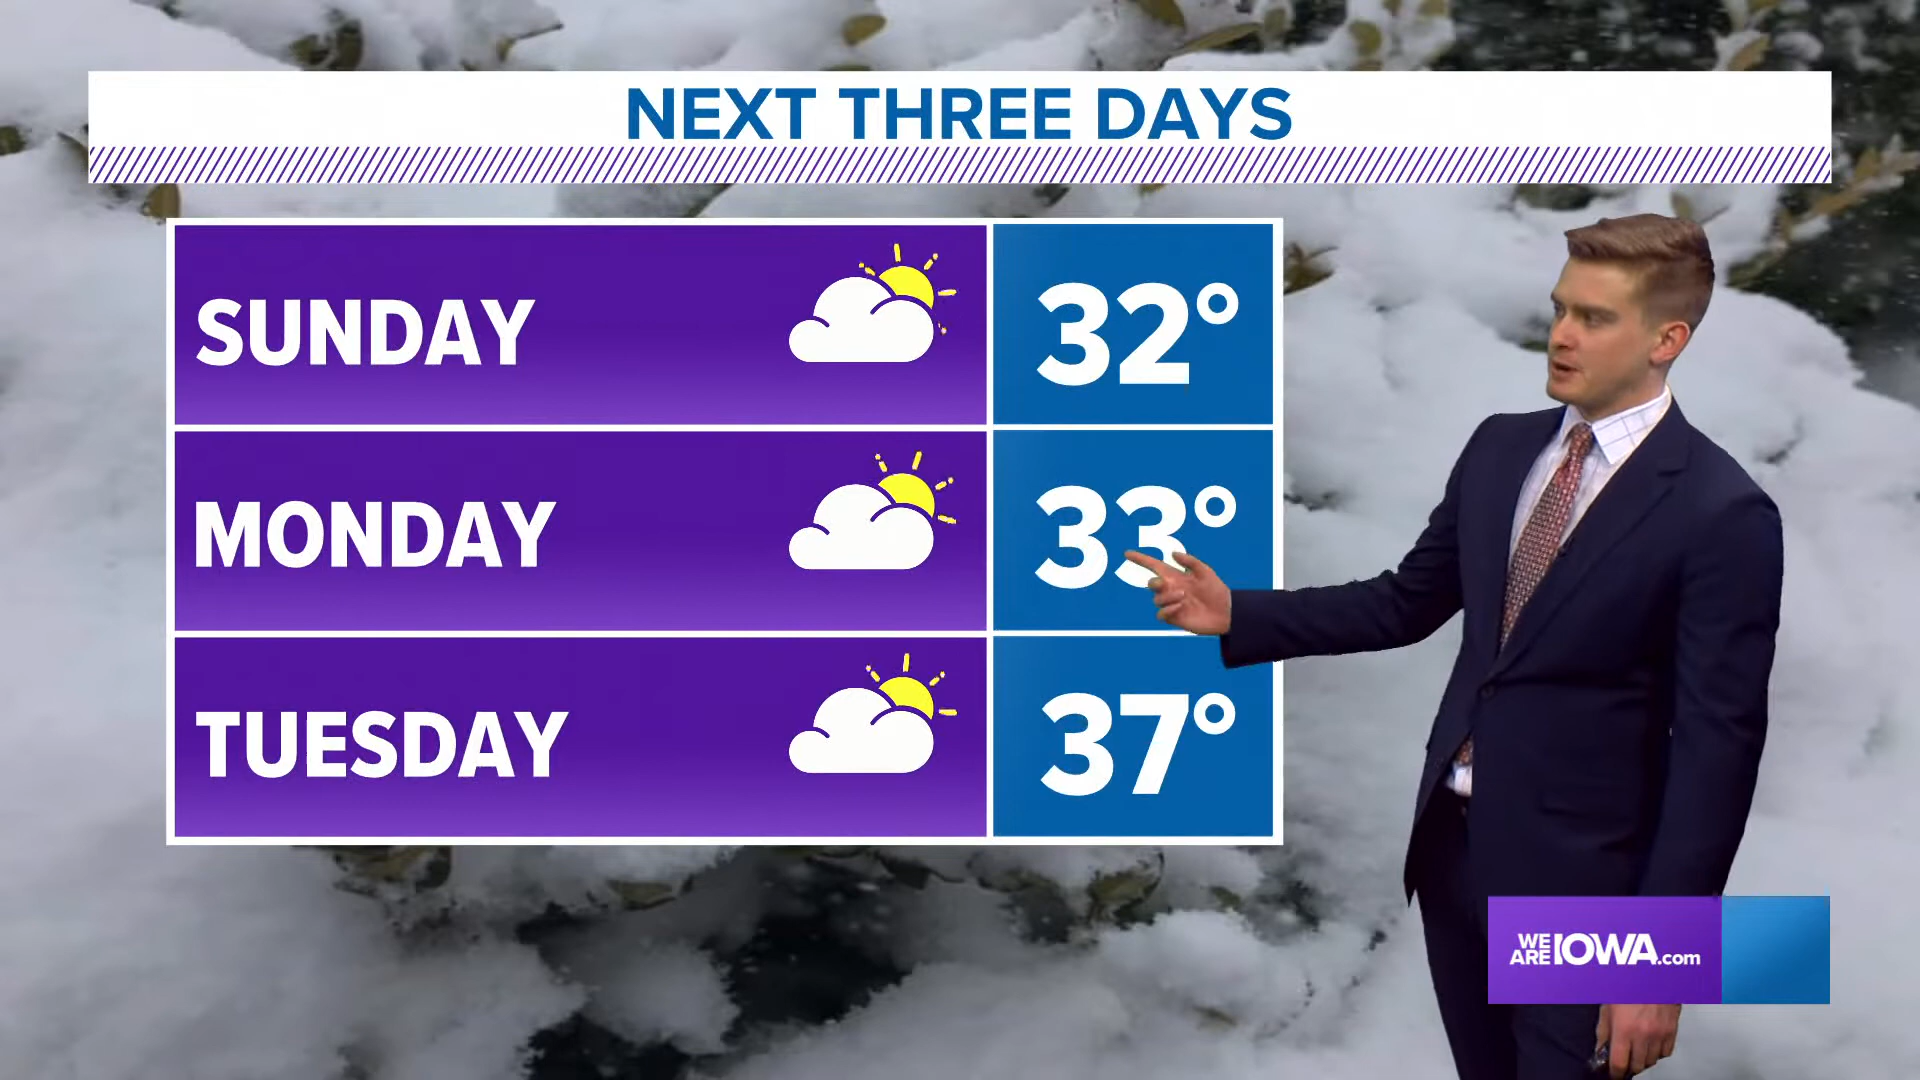 NEXT THREE DAYS
SUNDAY 32°
MONDAY 33°
TUESDAY 37°
WE ARE IOWA.com